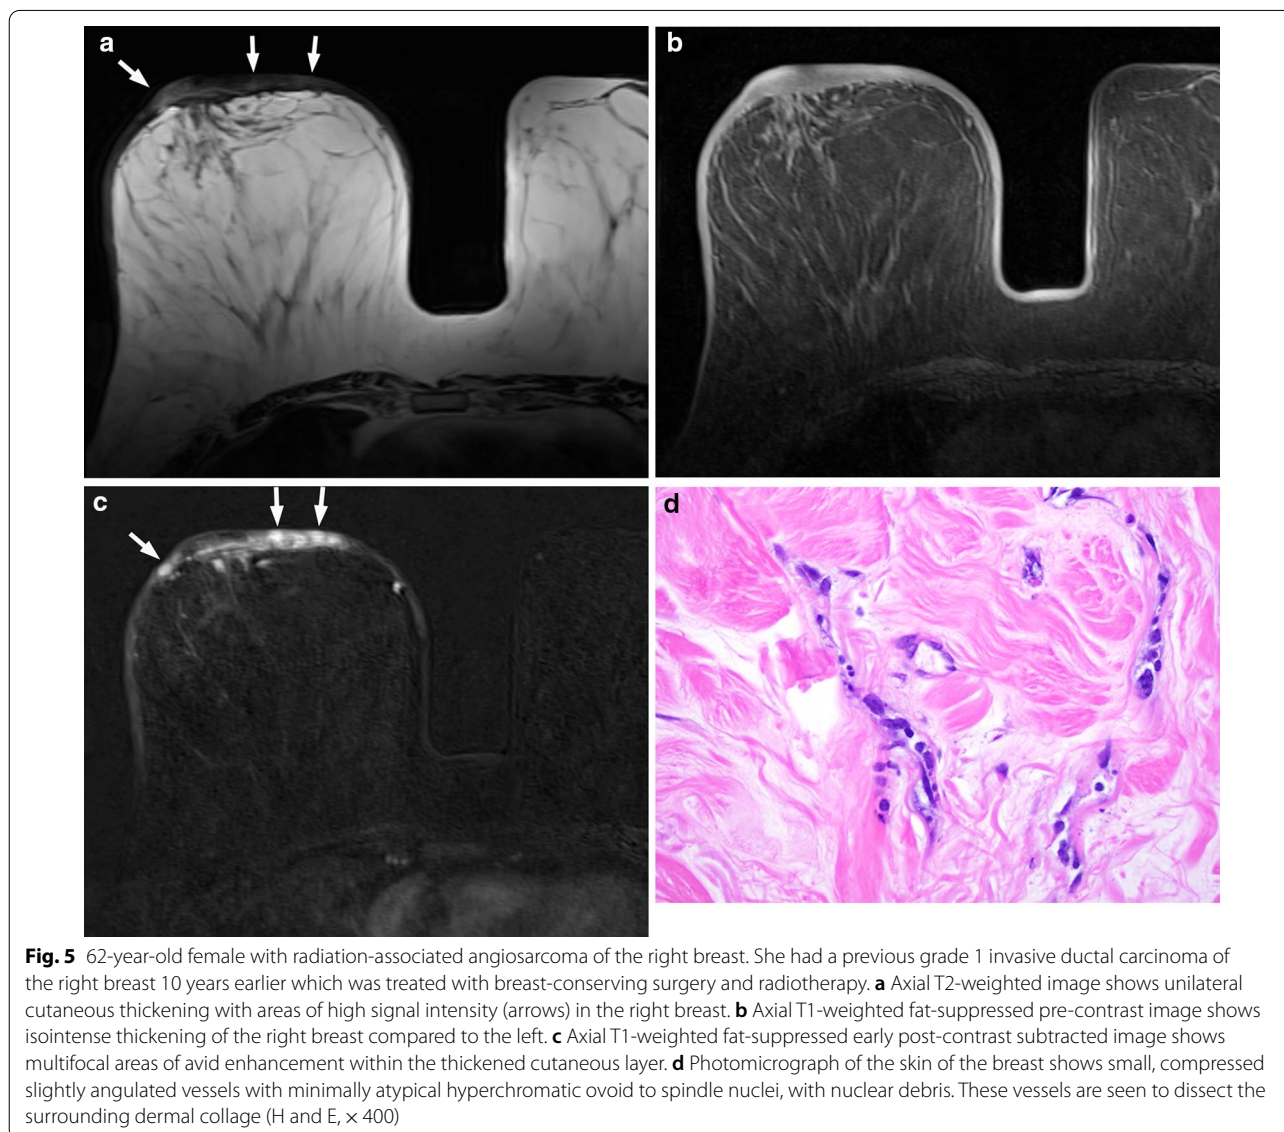 a
b
c
d
Fig. 5 62-year-old female with radiation-associated angiosarcoma of the right breast. She had a previous grade 1 invasive ductal carcinoma of
the right breast 10 years earlier which was treated with breast-conserving surgery and radiotherapy. a Axial T2-weighted image shows unilateral
cutaneous thickening with areas of high signal intensity (arrows) in the right breast. b Axial T1-weighted fat-suppressed pre-contrast image shows
isointense thickening of the right breast compared to the left. c Axial T1-weighted fat-suppressed early post-contrast subtracted image shows
multifocal areas of avid enhancement within the thickened cutaneous layer. d Photomicrograph of the skin of the breast shows small, compressed
slightly angulated vessels with minimally atypical hyperchromatic ovoid to spindle nuclei, with nuclear debris. These vessels are seen to dissect the
surrounding dermal collage (H and E, × 400)